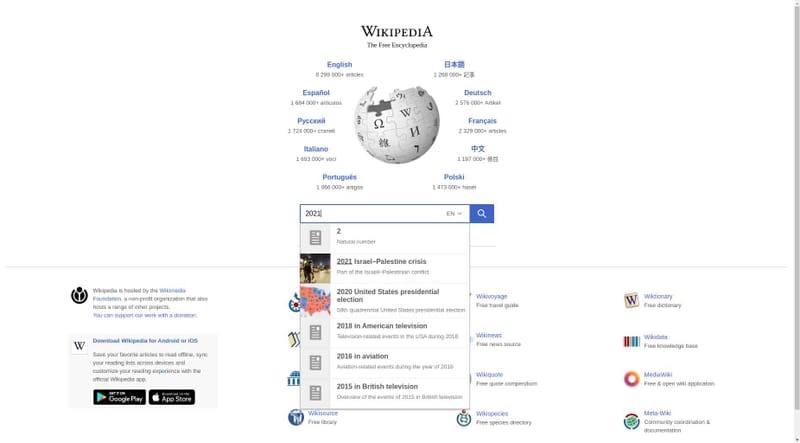 WIKIPEDIA
The Free Encyclopedia
English
6 299 000+ articles
日本語
1 268 000+ 記事
Español
1 684 000+ artículos
Deutsch
2 576 000+ Artikel
Русский
1 724 000+ статей
Français
2 329 000+ articles
Italiano
1 693 000+ voci
中文
1 197 000+ 條目
Português
1 066 000+ artigos
Polski
1 473 000+ haseł
2021
EN
2
Natural number
2021 Israel–Palestine crisis
Part of the Israeli–Palestinian conflict
2020 United States presidential
election
59th quadrennial United States presidential election
2018 in American television
Television-related events in the USA during 2018
2016 in aviation
Aviation-related events during the year of 2016
2015 in British television
Overview of the events of 2015 in British television
Wikipedia is hosted by the Wikimedia
Foundation, a non-profit organization that also
hosts a range of other projects.
You can support our work with a donation.
Download Wikipedia for Android or iOS
Save your favorite articles to read offline, sync
your reading lists across devices and
customize your reading experience with the
official Wikipedia app.
GET IT ON
Google Play
Download on the
App Store
Wikivoyage
Free travel guide
Wiktionary
Free dictionary
Wikinews
Free news source
Wikidata
Free knowledge base
Wikiquote
Free quote compendium
MediaWiki
Free & open wiki application
Wikisource
Free library
Wikispecies
Free species directory
Meta-Wiki
Community coordination &
documentation